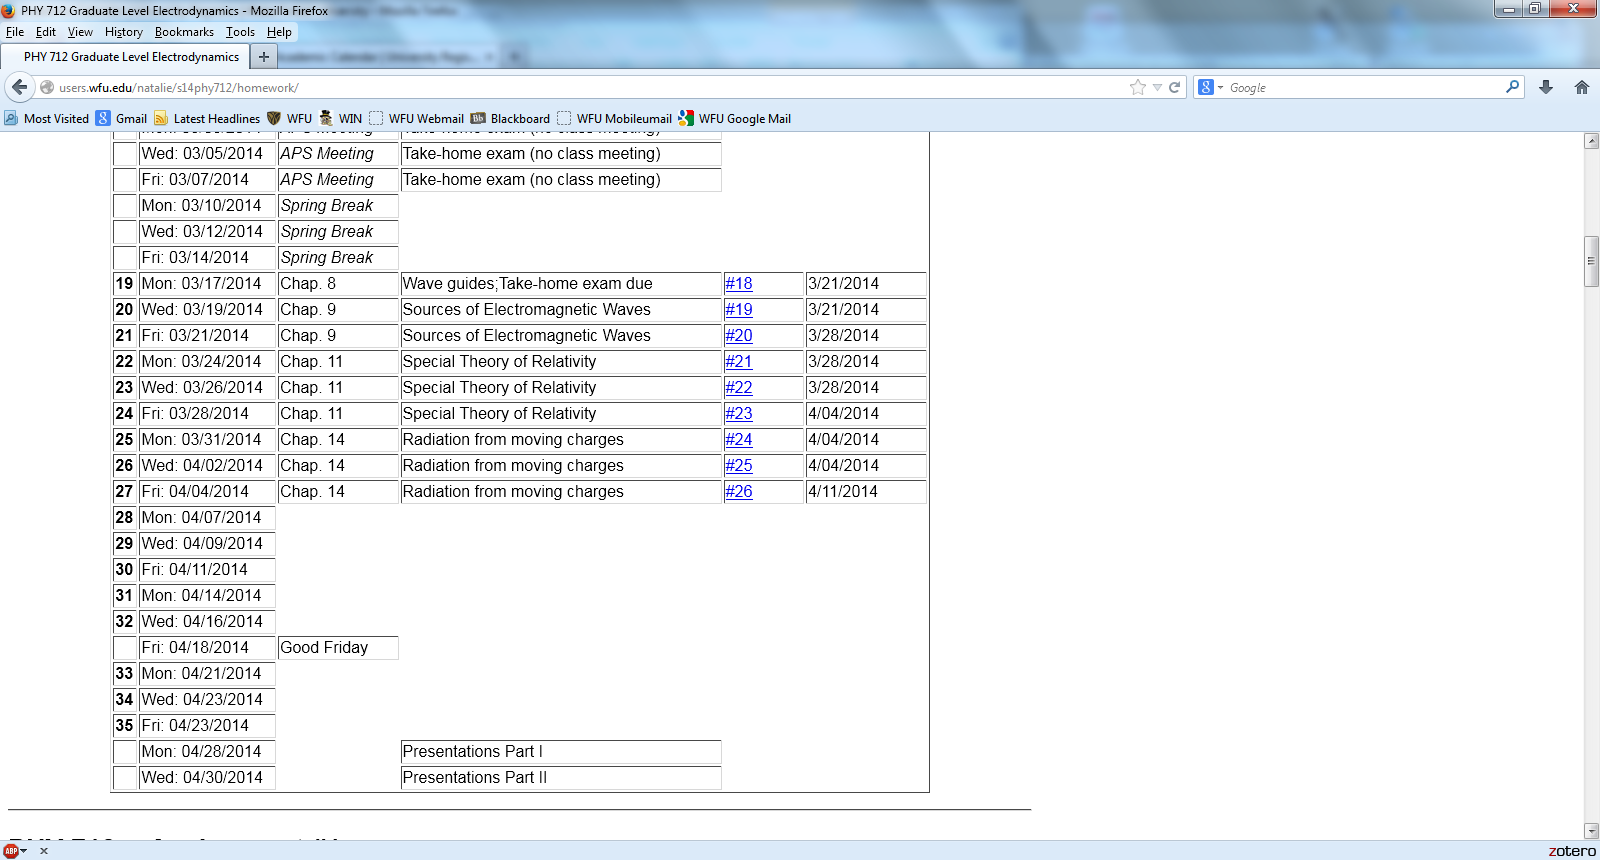 PHY 712 Graduate Level Electrodynamics - Mozilla Firefox
File Edit View History Bookmarks Tools Help
PHY 712 Graduate Level Electrodynamics +
users.wfu.edu/natalie/s14phy712/homework/ Google
Most Visited Gmail Latest Headlines WFU WIN WFU Webmail Bb Blackboard WFU Mobileumail WFU Google Mail
Wed: 03/05/2014 APS Meeting Take-home exam (no class meeting)
Fri: 03/07/2014 APS Meeting Take-home exam (no class meeting)
Mon: 03/10/2014 Spring Break
Wed: 03/12/2014 Spring Break
Fri: 03/14/2014 Spring Break
19 Mon: 03/17/2014 Chap. 8 Wave guides;Take-home exam due #18 3/21/2014
20 Wed: 03/19/2014 Chap. 9 Sources of Electromagnetic Waves #19 3/21/2014
21 Fri: 03/21/2014 Chap. 9 Sources of Electromagnetic Waves #20 3/28/2014
22 Mon: 03/24/2014 Chap. 11 Special Theory of Relativity #21 3/28/2014
23 Wed: 03/26/2014 Chap. 11 Special Theory of Relativity #22 3/28/2014
24 Fri: 03/28/2014 Chap. 11 Special Theory of Relativity #23 4/04/2014
25 Mon: 03/31/2014 Chap. 14 Radiation from moving charges #24 4/04/2014
26 Wed: 04/02/2014 Chap. 14 Radiation from moving charges #25 4/04/2014
27 Fri: 04/04/2014 Chap. 14 Radiation from moving charges #26 4/11/2014
28 Mon: 04/07/2014
29 Wed: 04/09/2014
30 Fri: 04/11/2014
31 Mon: 04/14/2014
32 Wed: 04/16/2014
Fri: 04/18/2014 Good Friday
33 Mon: 04/21/2014
34 Wed: 04/23/2014
35 Fri: 04/23/2014
Mon: 04/28/2014 Presentations Part I
Wed: 04/30/2014 Presentations Part II
ABP zotero